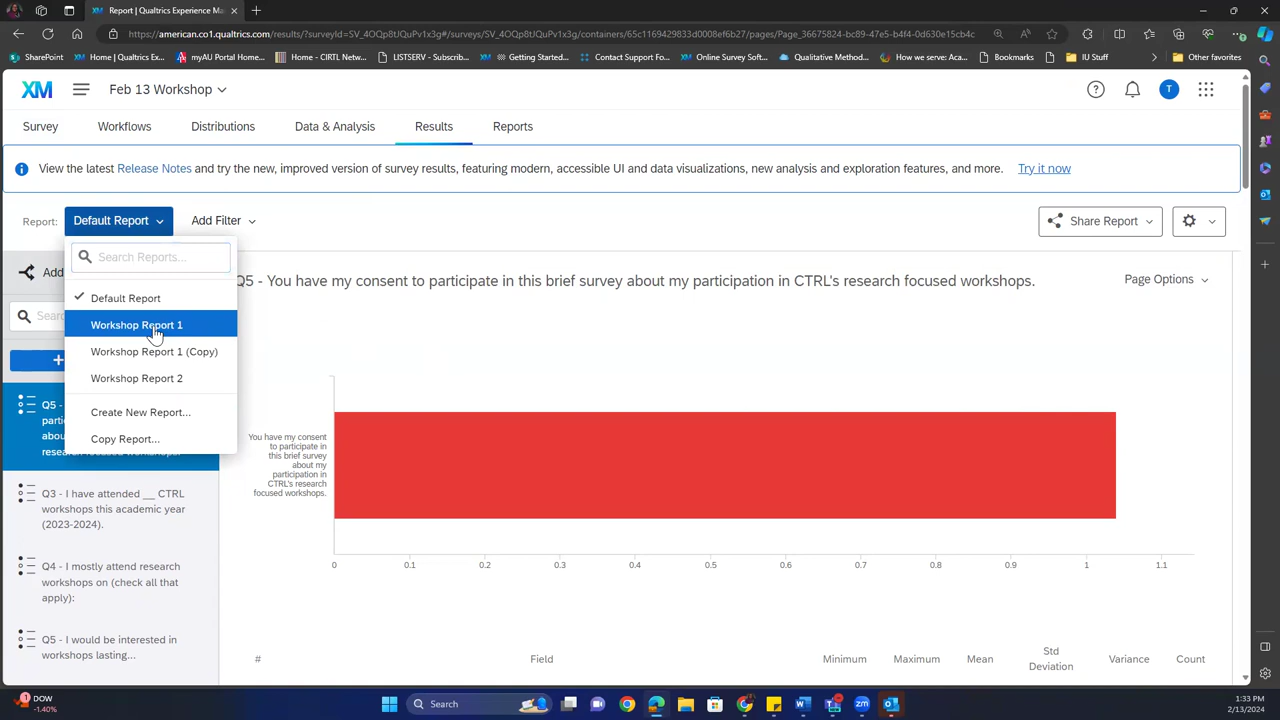 Report | Qualtrics Experience Ma
https://american.co1.qualtrics.com/results/?surveyId=SV_4OQp8tJQuPv1x3g#/surveys/SV_4OQp8tJQuPv1x3g/containers/65c1169429833d0008ef6b27/pages/Page_36675824-bc89-47e5-b4f4-0d630e15cb4c
SharePoint
Home | Qualtrics Ex...
myAU Portal Home...
Home - CIRTL Netw...
LISTSERV - Subscrib...
Getting Started...
Contact Support Fo...
Online Survey Softw...
Qualitative Method...
How we serve: Aca...
Bookmarks
IU Stuff
Other favorites
XM
Feb 13 Workshop
T
Survey
Workflows
Distributions
Data & Analysis
Results
Reports
View the latest Release Notes and try the new, improved version of survey results, featuring modern, accessible UI and data visualizations, new analysis and exploration features, and more. Try it now
Report:
Default Report
Add Filter
Share Report
Search Reports...
Default Report
Workshop Report 1
Workshop Report 1 (Copy)
Workshop Report 2
Create New Report...
Copy Report...
Add
Sear
Q5 -
parti
abou
research focused workshops.
Q3 - I have attended __ CTRL
workshops this academic year
(2023-2024).
Q4 - I mostly attend research
workshops on (check all that
apply):
Q5 - I would be interested in
workshops lasting...
Q5 - You have my consent to participate in this brief survey about my participation in CTRL's research focused workshops.
Page Options
You have my consent
to participate in
this brief survey
about my
participation in
CTRL's research
focused workshops.
0 0.1 0.2 0.3 0.4 0.5 0.6 0.7 0.8 0.9 1 1.1
# Field Minimum Maximum Mean Std Deviation Variance Count
1
DOW
-1.40%
Search
1:33 PM
2/13/2024